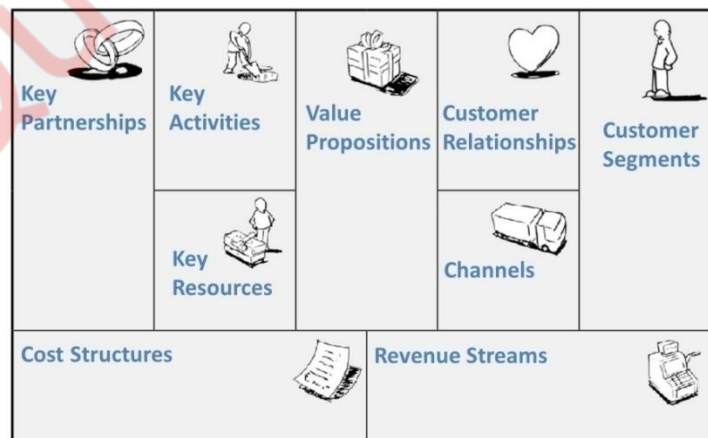 Key
Partnerships
Key
Activities
Key
Resources
Value
Propositions
Customer
Relationships
Channels
Customer
Segments
Cost Structures
Revenue Streams